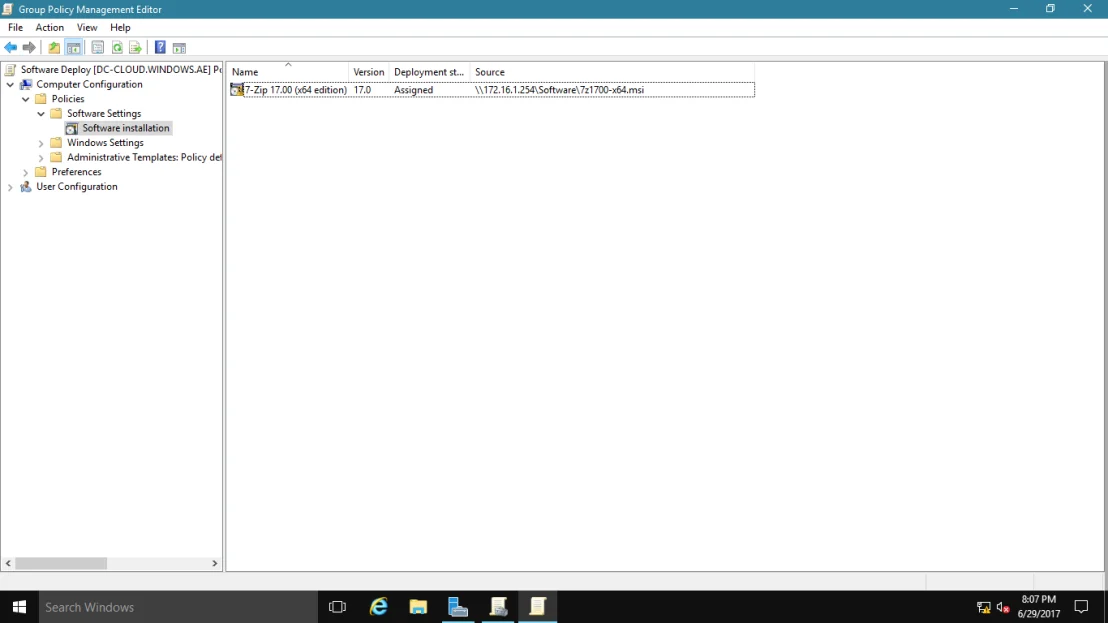 Group Policy Management Editor
File Action View Help
Software Deploy [DC-CLOUD.WINDOWS.AE] Po
Computer Configuration
Policies
Software Settings
Software installation
Windows Settings
Administrative Templates: Policy def
Preferences
User Configuration
Name Version Deployment st... Source
7-Zip 17.00 (x64 edition) 17.0 Assigned \\172.16.1.254\Software\7z1700-x64.msi
Search Windows
8:07 PM
6/29/2017